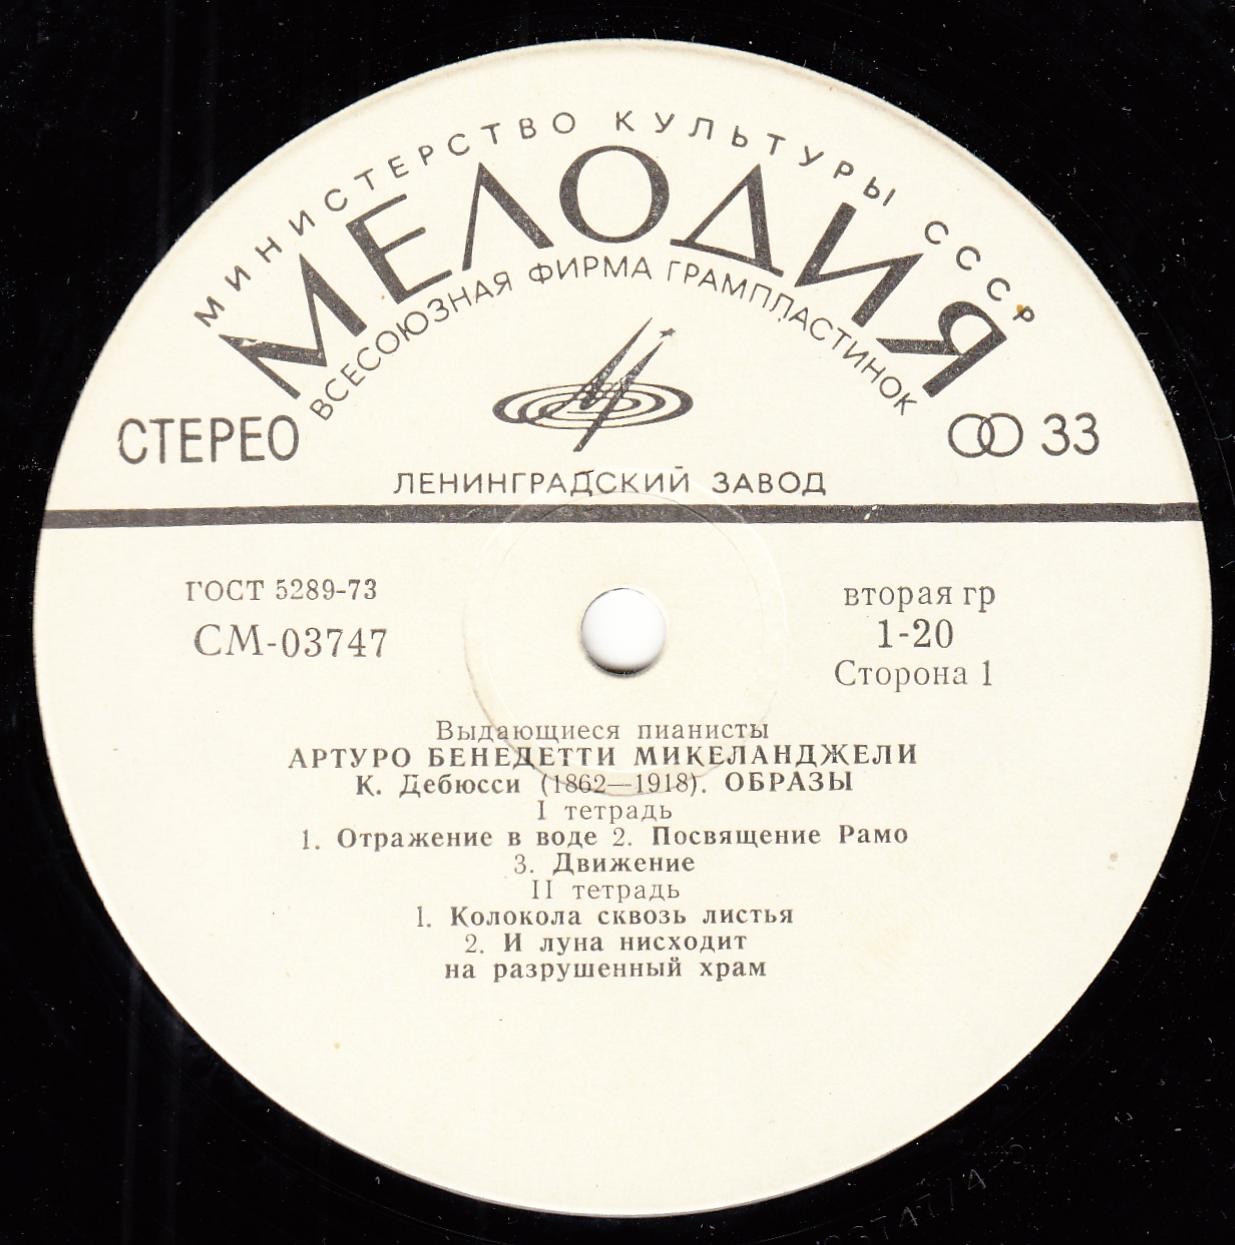 МИНИСТЕРСТВО КУЛЬТУРЫ СССР
МЕЛОДИЯ
ВСЕСОЮЗНАЯ ФИРМА ГРАМПЛАСТИНОК
СТЕРЕО
33
ЛЕНИНГРАДСКИЙ ЗАВОД
ГОСТ 5289-73
СМ-03747
вторая гр
1-20
Сторона 1
Выдающиеся пианисты
АРТУРО БЕНЕДЕТТИ МИКЕЛАНДЖЕЛИ
К. Дебюсси (1862—1918). ОБРАЗЫ
I тетрадь
1. Отражение в воде 2. Посвящение Рамо
3. Движение
II тетрадь
1. Колокола сквозь листья
2. И луна нисходит
на разрушенный храм